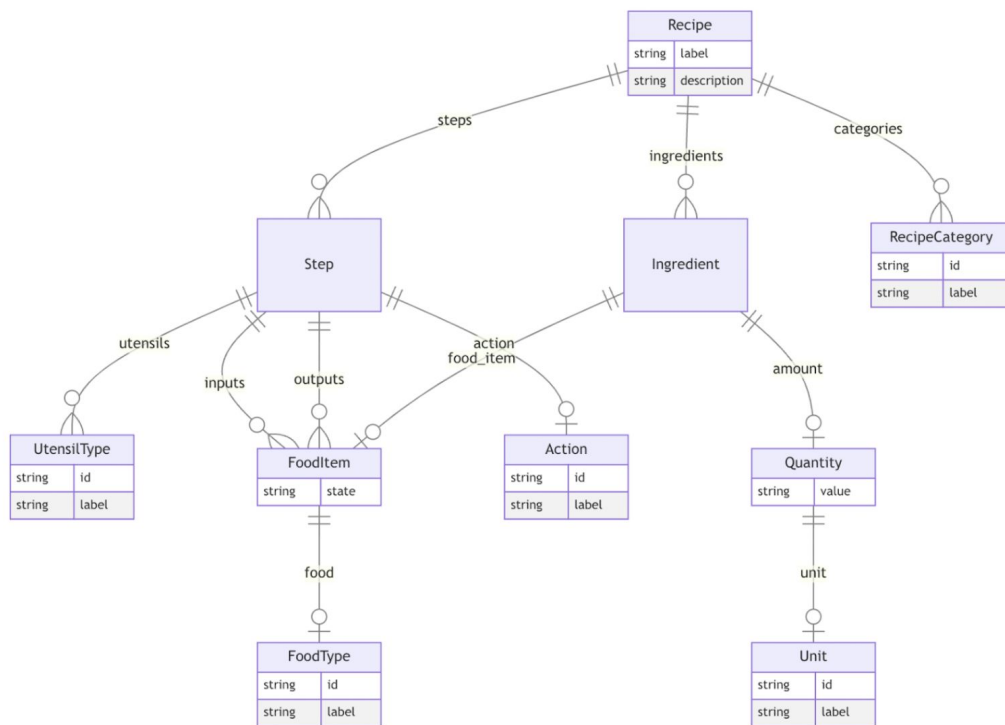 Recipe
string label
string description
steps
ingredients
categories
Step
Ingredient
RecipeCategory
string id
string label
utensils
inputs
outputs
action
food_item
amount
UtensilType
string id
string label
FoodItem
string state
Action
string id
string label
Quantity
string value
food
unit
FoodType
string id
string label
Unit
string id
string label